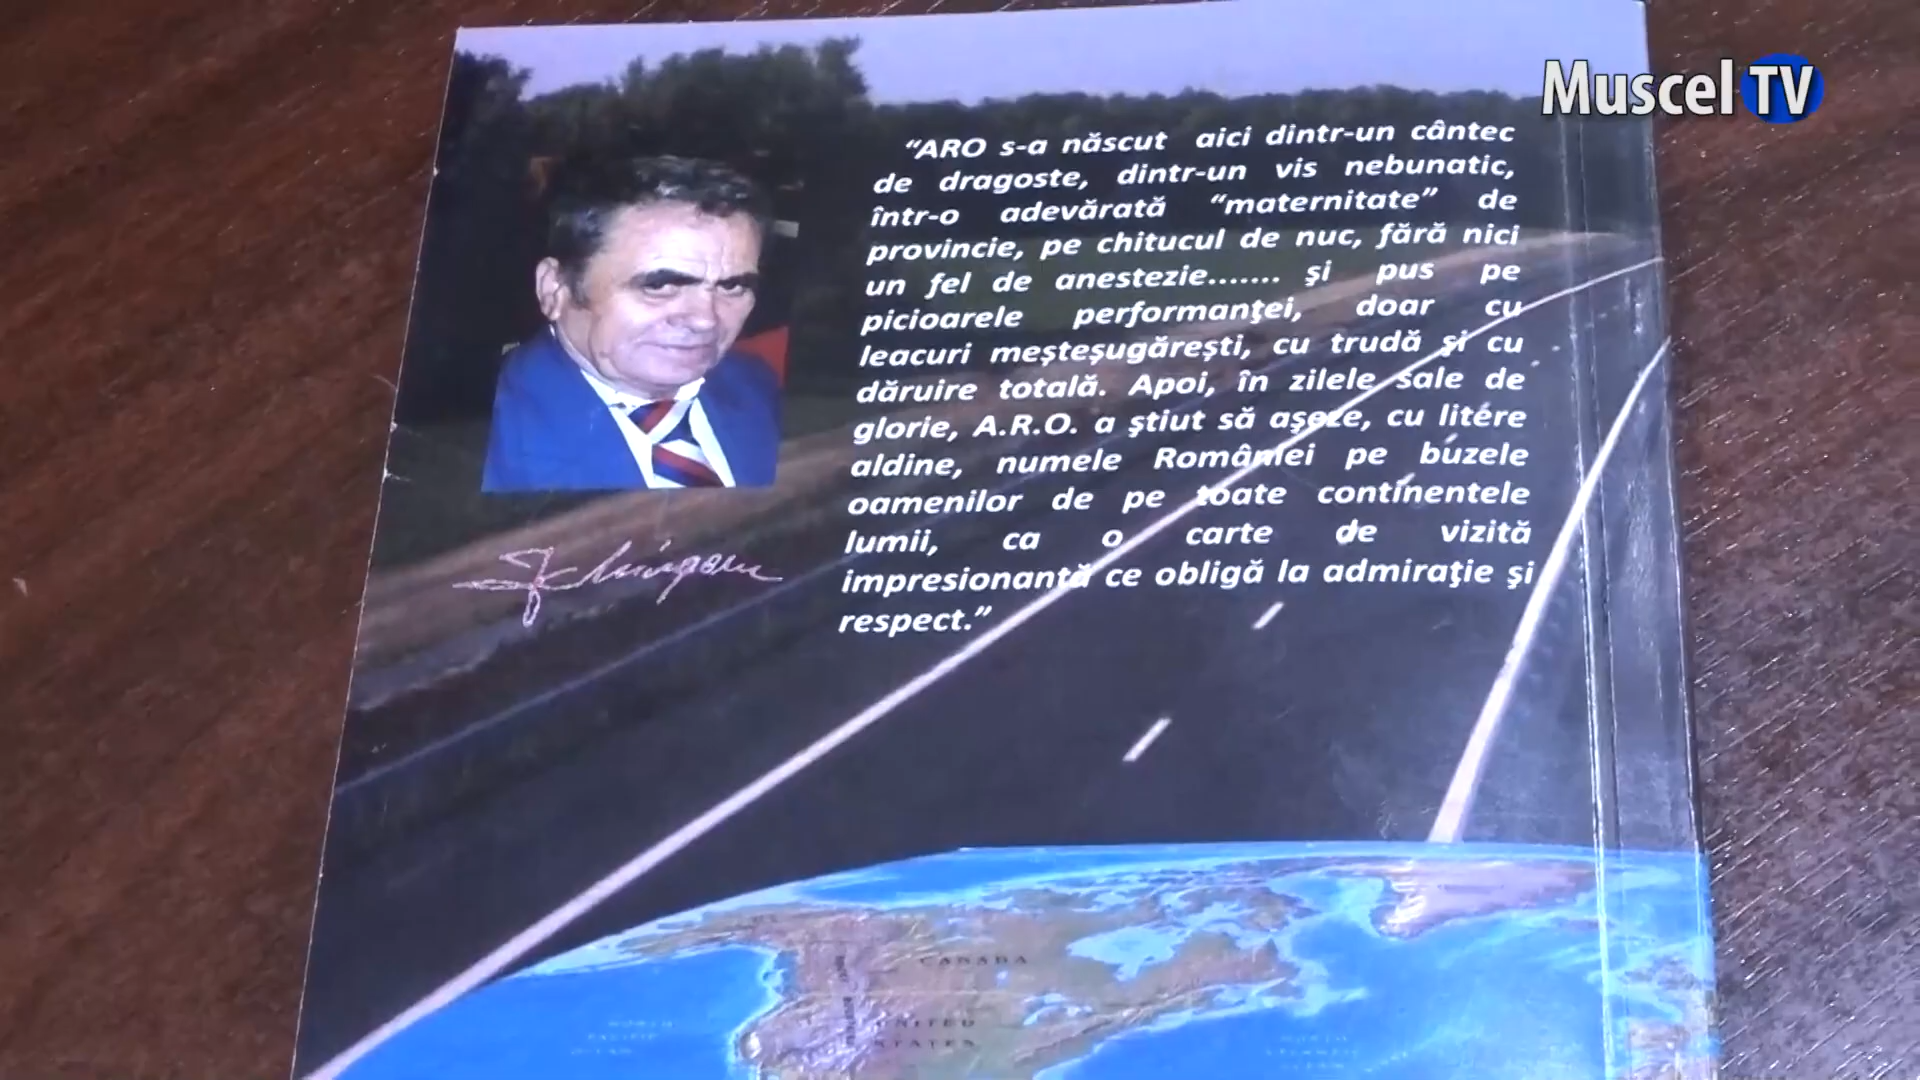 Muscel TV
“ARO s-a născut aici dintr-un cântec
de dragoste, dintr-un vis nebunatic,
într-o adevărată “maternitate” de
provincie, pe chitucul de nuc, fără nici
un fel de anestezie....... şi pus pe
picioarele performanţei, doar cu
leacuri meșteșugărești, cu trudă şi cu
dăruire totală. Apoi, în zilele sale de
glorie, A.R.O. a ştiut să aşeze, cu litere
aldine, numele României pe buzele
oamenilor de pe toate continentele
lumii, ca o carte de vizită
impresionantă ce obligă la admiraţie şi
respect.”
CANADA
UNITED
STATES